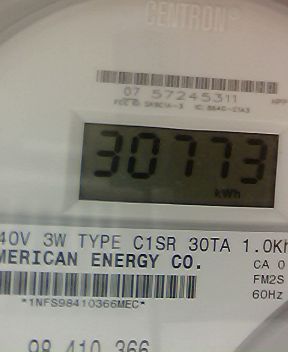 CENTRON®
07 57245311
30773
kWh
40V 3W TYPE C1SR 30TA 1.0Kh
MERICAN ENERGY CO.
CA 0
FM2S
60Hz
*1NFS98410366MEC*
98 410 366